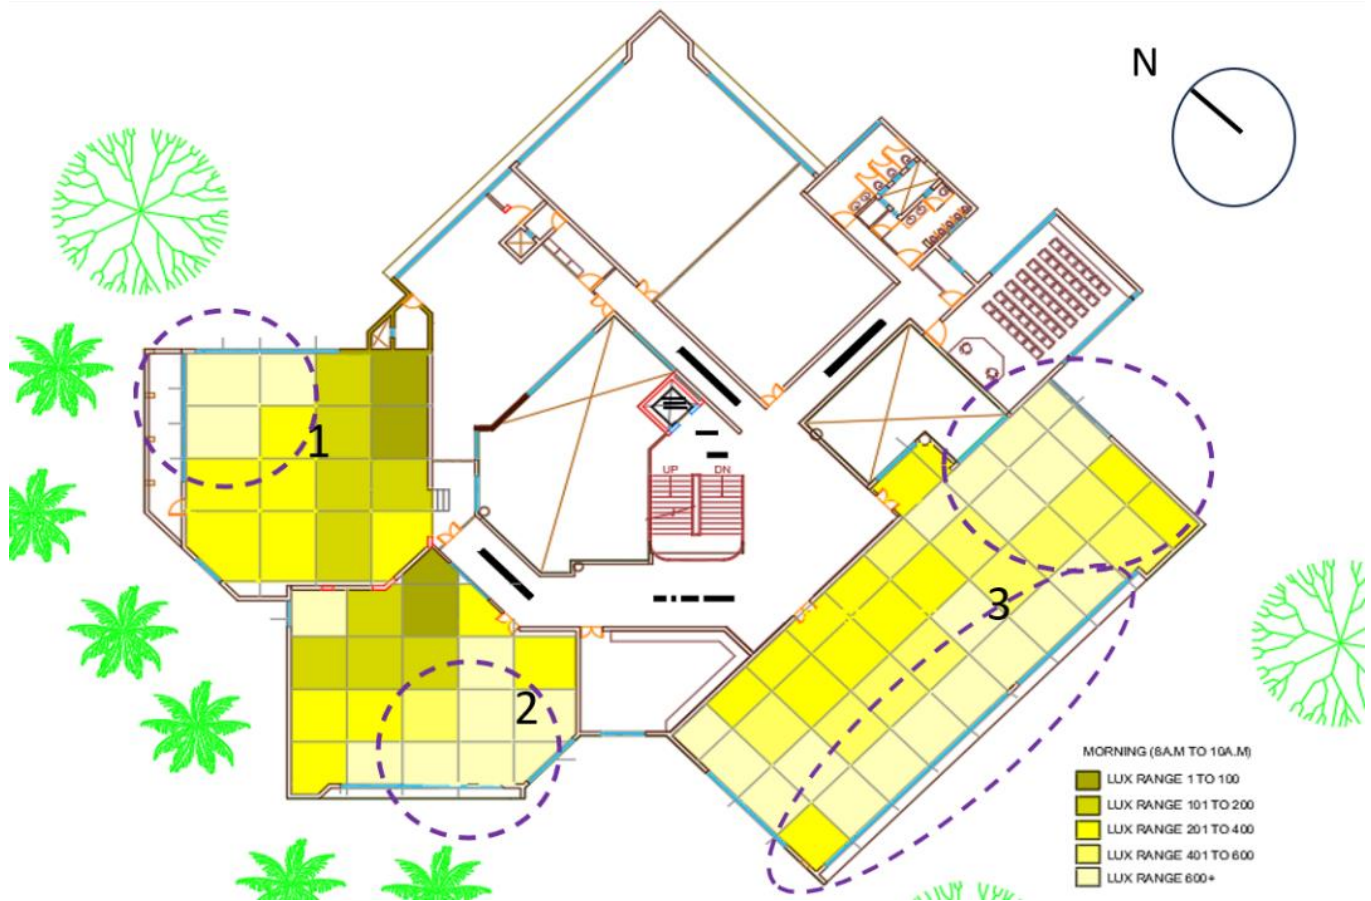 N
1
UP DN
2
3
MORNING (8A.M TO 10A.M)
LUX RANGE 1 TO 100
LUX RANGE 101 TO 200
LUX RANGE 201 TO 400
LUX RANGE 401 TO 600
LUX RANGE 600+